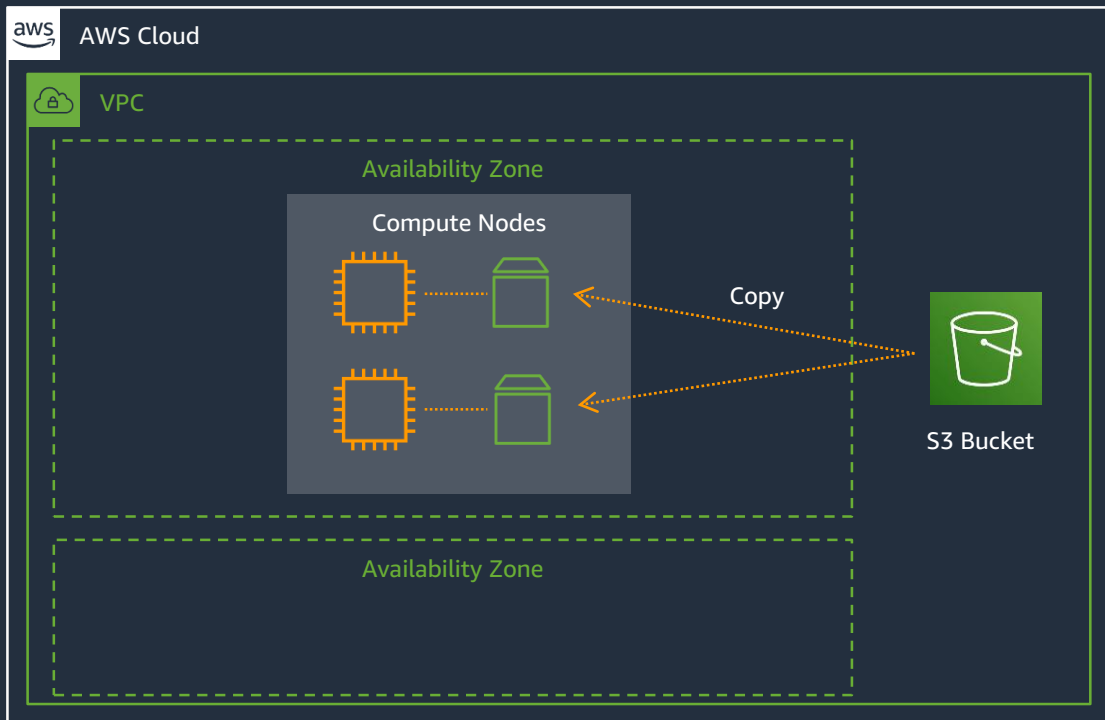 aws
AWS Cloud
VPC
Availability Zone
Compute Nodes
Copy
S3 Bucket
Availability Zone